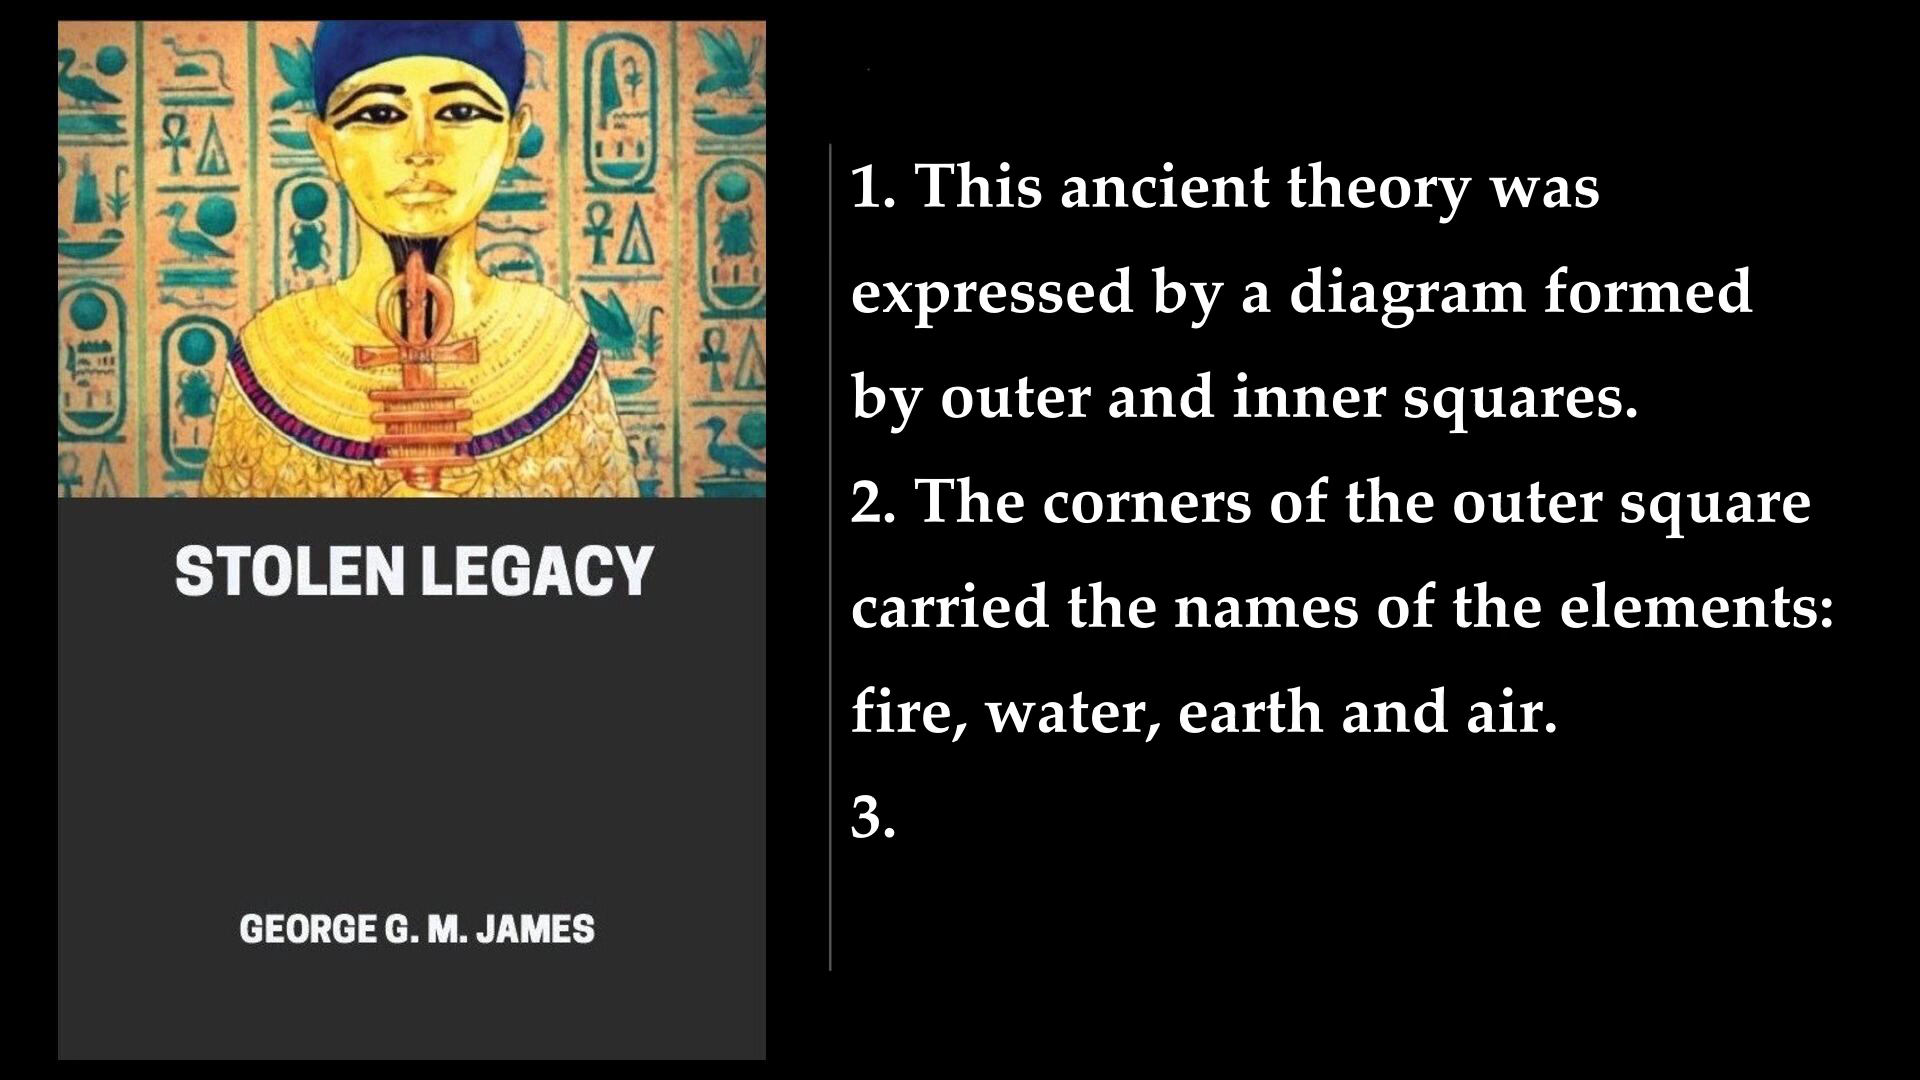 STOLEN LEGACY
GEORGE G. M. JAMES
1. This ancient theory was
expressed by a diagram formed
by outer and inner squares.
2. The corners of the outer square
carried the names of the elements:
fire, water, earth and air.
3.